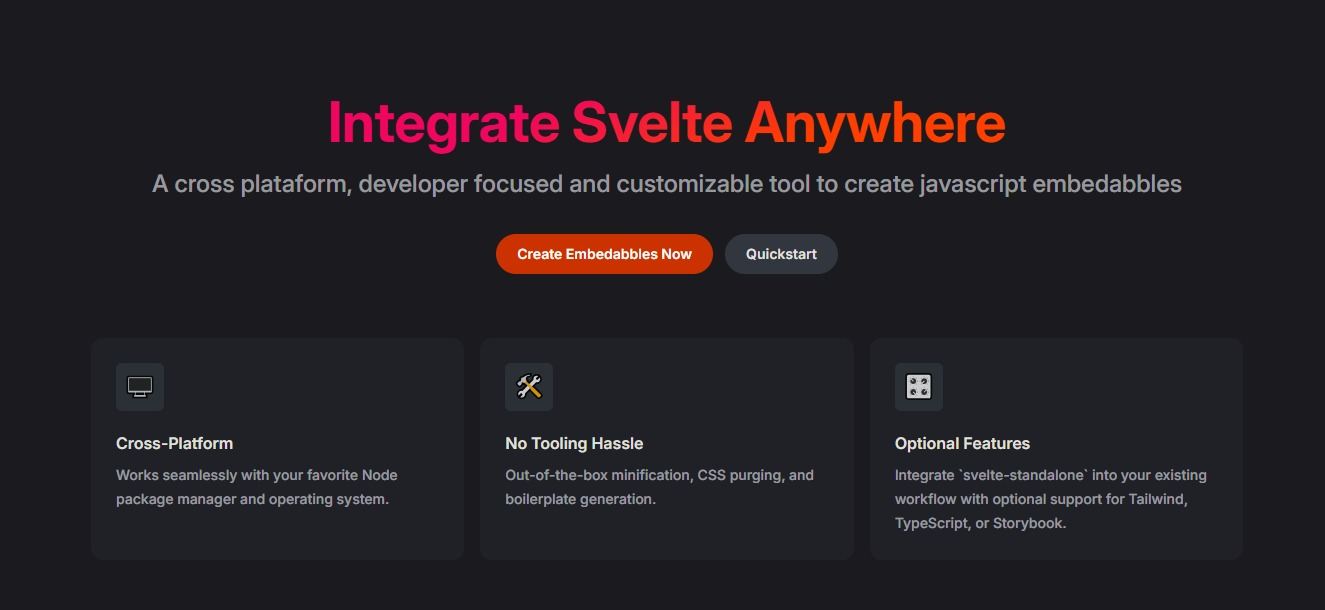 Integrate Svelte Anywhere
A cross plataform, developer focused and customizable tool to create javascript embedabbles
Create Embedabbles Now
Quickstart
Cross-Platform
Works seamlessly with your favorite Node
package manager and operating system.
No Tooling Hassle
Out-of-the-box minification, CSS purging, and
boilerplate generation.
Optional Features
Integrate `svelte-standalone` into your existing
workflow with optional support for Tailwind,
TypeScript, or Storybook.